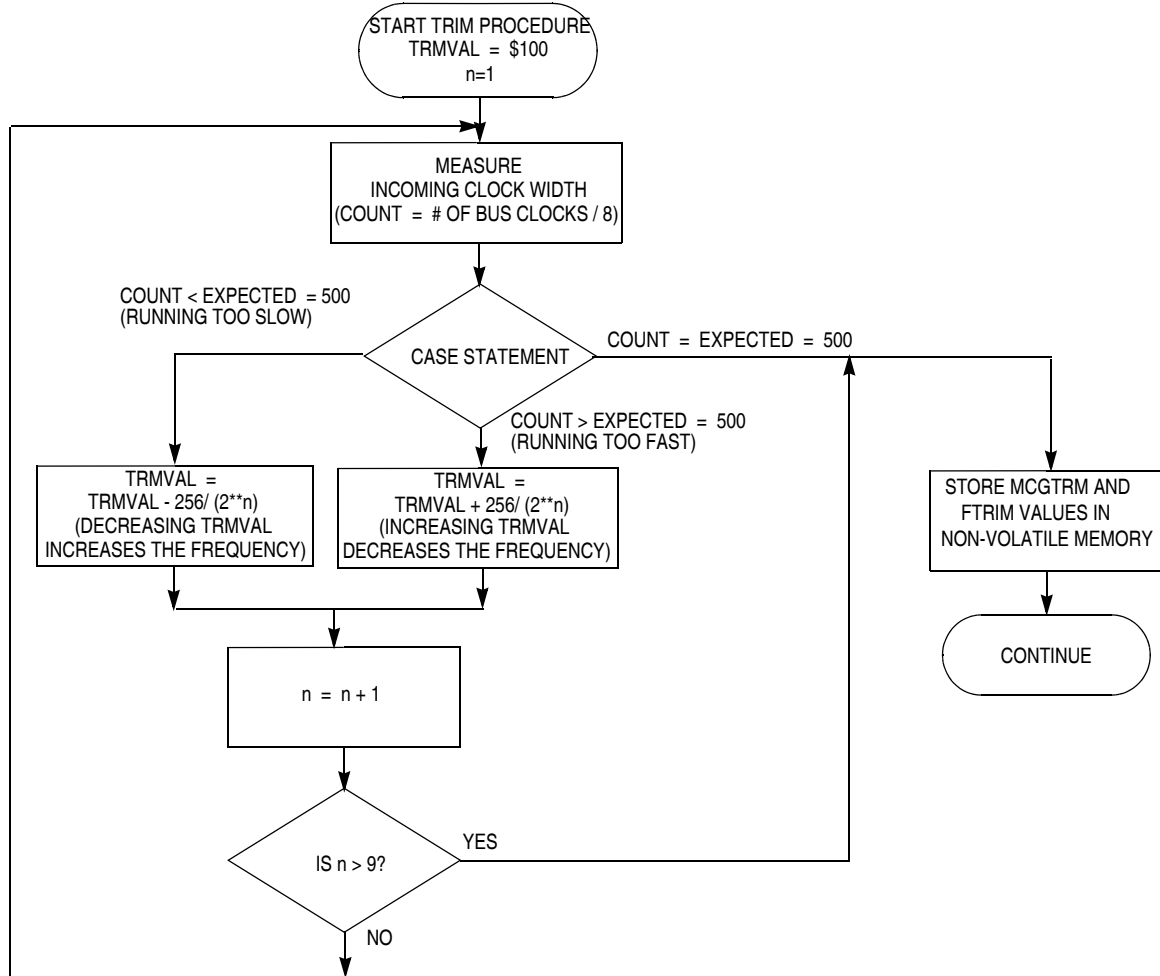 START TRIM PROCEDURE
TRMVAL = $100
n=1
MEASURE
INCOMING CLOCK WIDTH
(COUNT = # OF BUS CLOCKS / 8)
COUNT < EXPECTED = 500
(RUNNING TOO SLOW)
CASE STATEMENT
COUNT = EXPECTED = 500
COUNT > EXPECTED = 500
(RUNNING TOO FAST)
TRMVAL =
TRMVAL - 256/ (2**n)
(DECREASING TRMVAL
INCREASES THE FREQUENCY)
TRMVAL =
TRMVAL + 256/ (2**n)
(INCREASING TRMVAL
DECREASES THE FREQUENCY)
STORE MCGTRM AND
FTRIM VALUES IN
NON-VOLATILE MEMORY
CONTINUE
n = n + 1
IS n > 9?
YES
NO